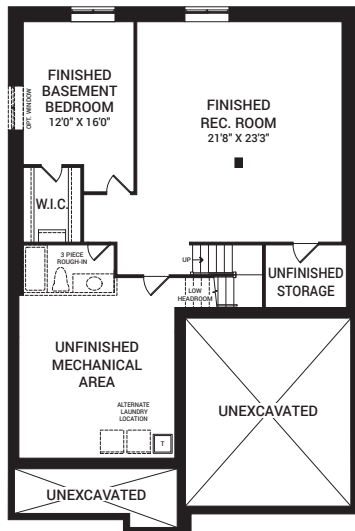 FINISHED
BASEMENT
BEDROOM
12'0" X 16'0"
OPT. WINDOW
FINISHED
REC. ROOM
21'8" X 23'3"
W.I.C.
3 PIECE
ROUGH-IN
UP
LOW
HEADROOM
UNFINISHED
STORAGE
UNFINISHED
MECHANICAL
AREA
ALTERNATE
LAUNDRY
LOCATION
T
UNEXCAVATED
UNEXCAVATED